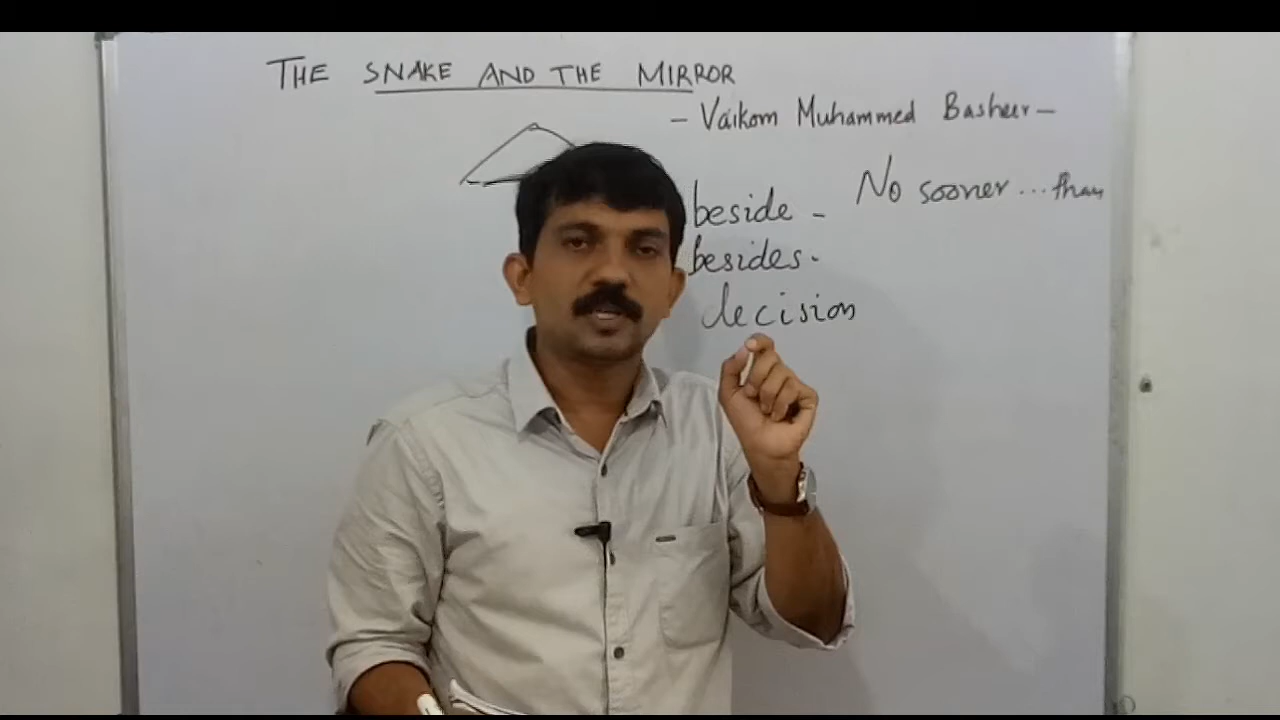 THE SNAKE AND THE MIRROR
- Vaikom Muhammed Basheer -
No sooner ... than
beside -
besides.
decision